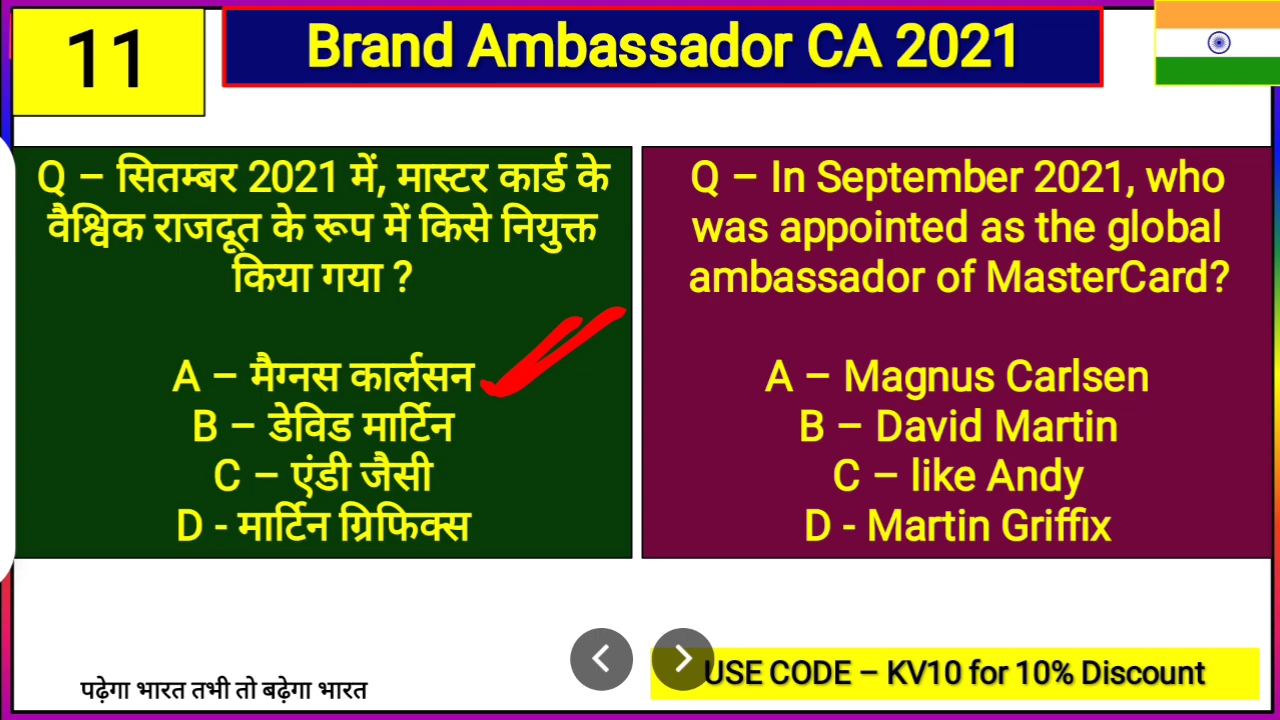 11
Brand Ambassador CA 2021
Q – सितम्बर 2021 में, मास्टर कार्ड के
वैश्विक राजदूत के रूप में किसे नियुक्त
किया गया ?
A – मैग्नस कार्लसन
B – डेविड मार्टिन
C – एंडी जैसी
D - मार्टिन ग्रिफिक्स
Q – In September 2021, who
was appointed as the global
ambassador of MasterCard?
A – Magnus Carlsen
B – David Martin
C – like Andy
D - Martin Griffix
पढ़ेगा भारत तभी तो बढ़ेगा भारत
USE CODE – KV10 for 10% Discount